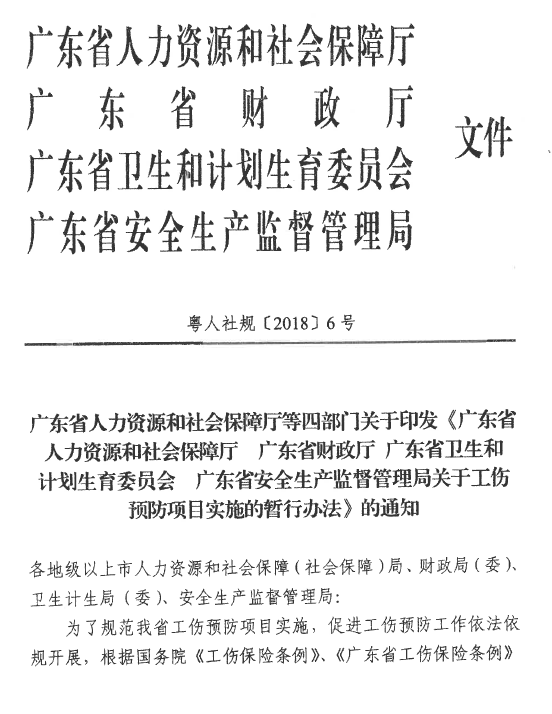 广东省人力资源和社会保障厅
广东省财政厅
广东省卫生和计划生育委员会
广东省安全生产监督管理局
文件
粤人社规〔2018〕6号
广东省人力资源和社会保障厅等四部门关于印发《广东省
人力资源和社会保障厅 广东省财政厅 广东省卫生和
计划生育委员会 广东省安全生产监督管理局关于工伤
预防项目实施的暂行办法》的通知
各地级以上市人力资源和社会保障(社会保障)局、财政局(委)、
卫生计生局(委)、安全生产监督管理局:
为了规范我省工伤预防项目实施,促进工伤预防工作依法依
规开展,根据国务院《工伤保险条例》、《广东省工伤保险条例》